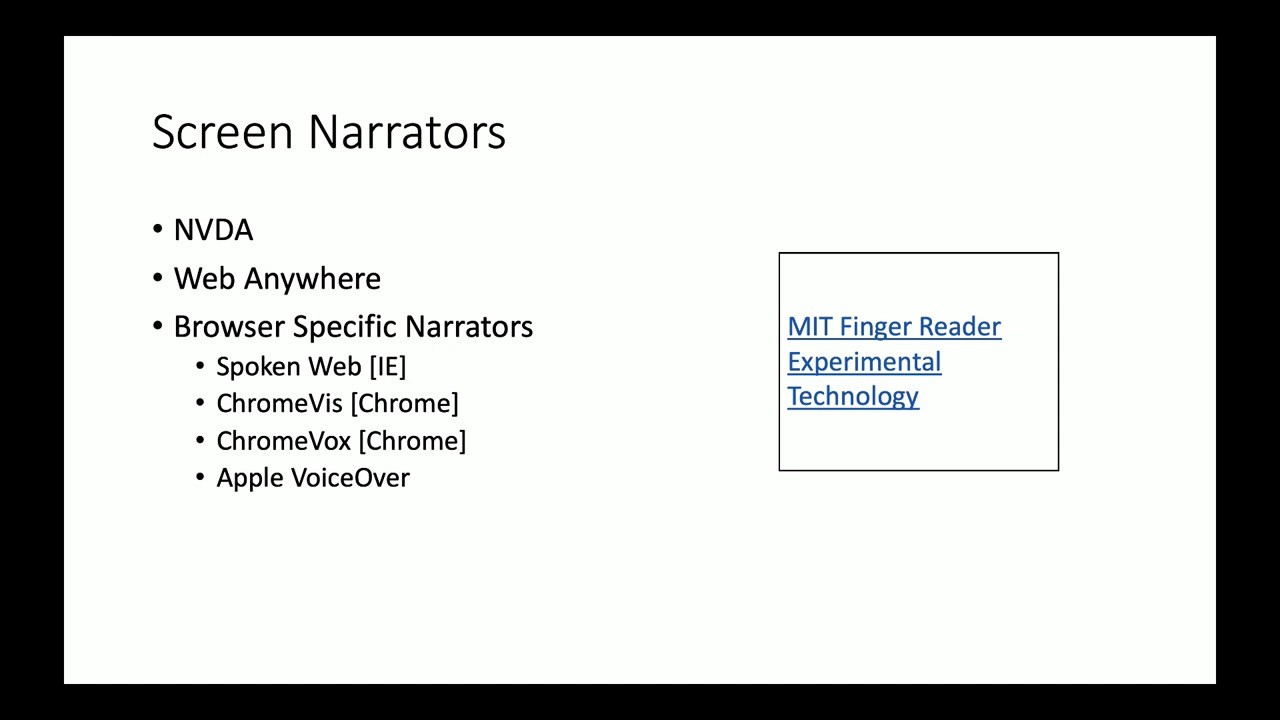 Screen Narrators
• NVDA
• Web Anywhere
• Browser Specific Narrators
• Spoken Web [IE]
• ChromeVis [Chrome]
• ChromeVox [Chrome]
• Apple VoiceOver
MIT Finger Reader
Experimental
Technology